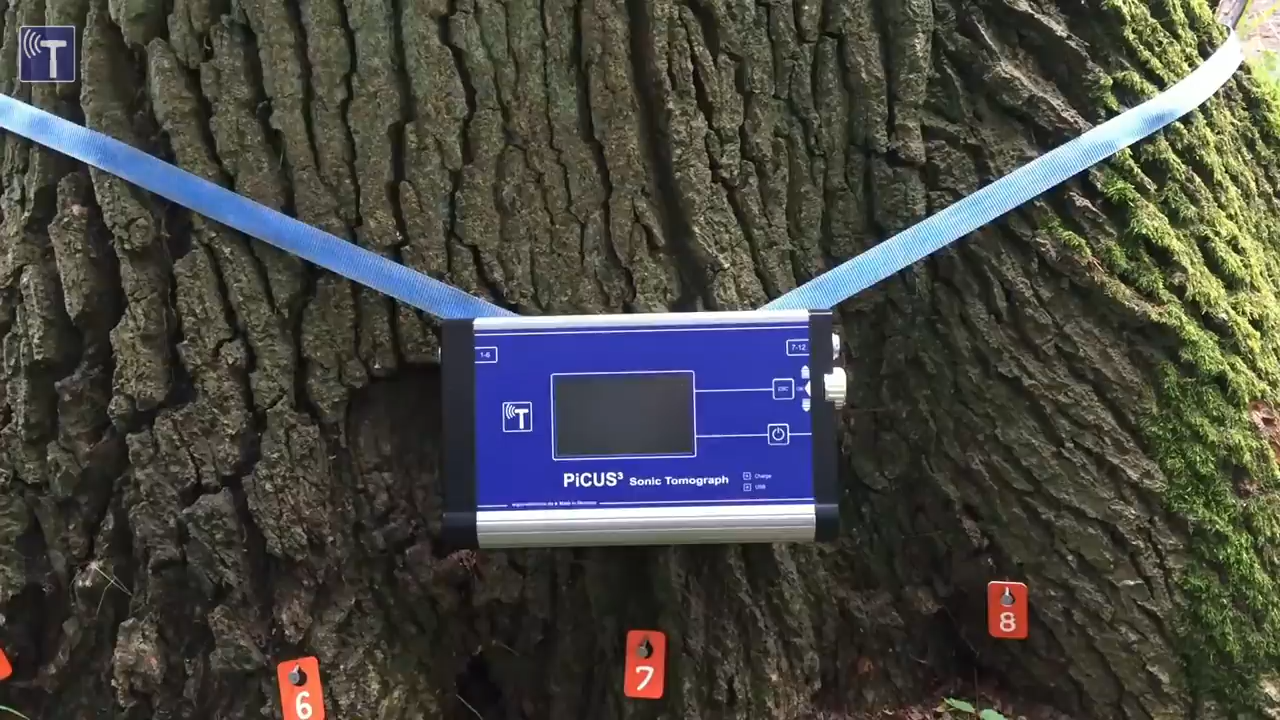 T
1-6
7-12
ESC
T
PiCUS³ Sonic Tomograph
Charge
USB
8
7
6